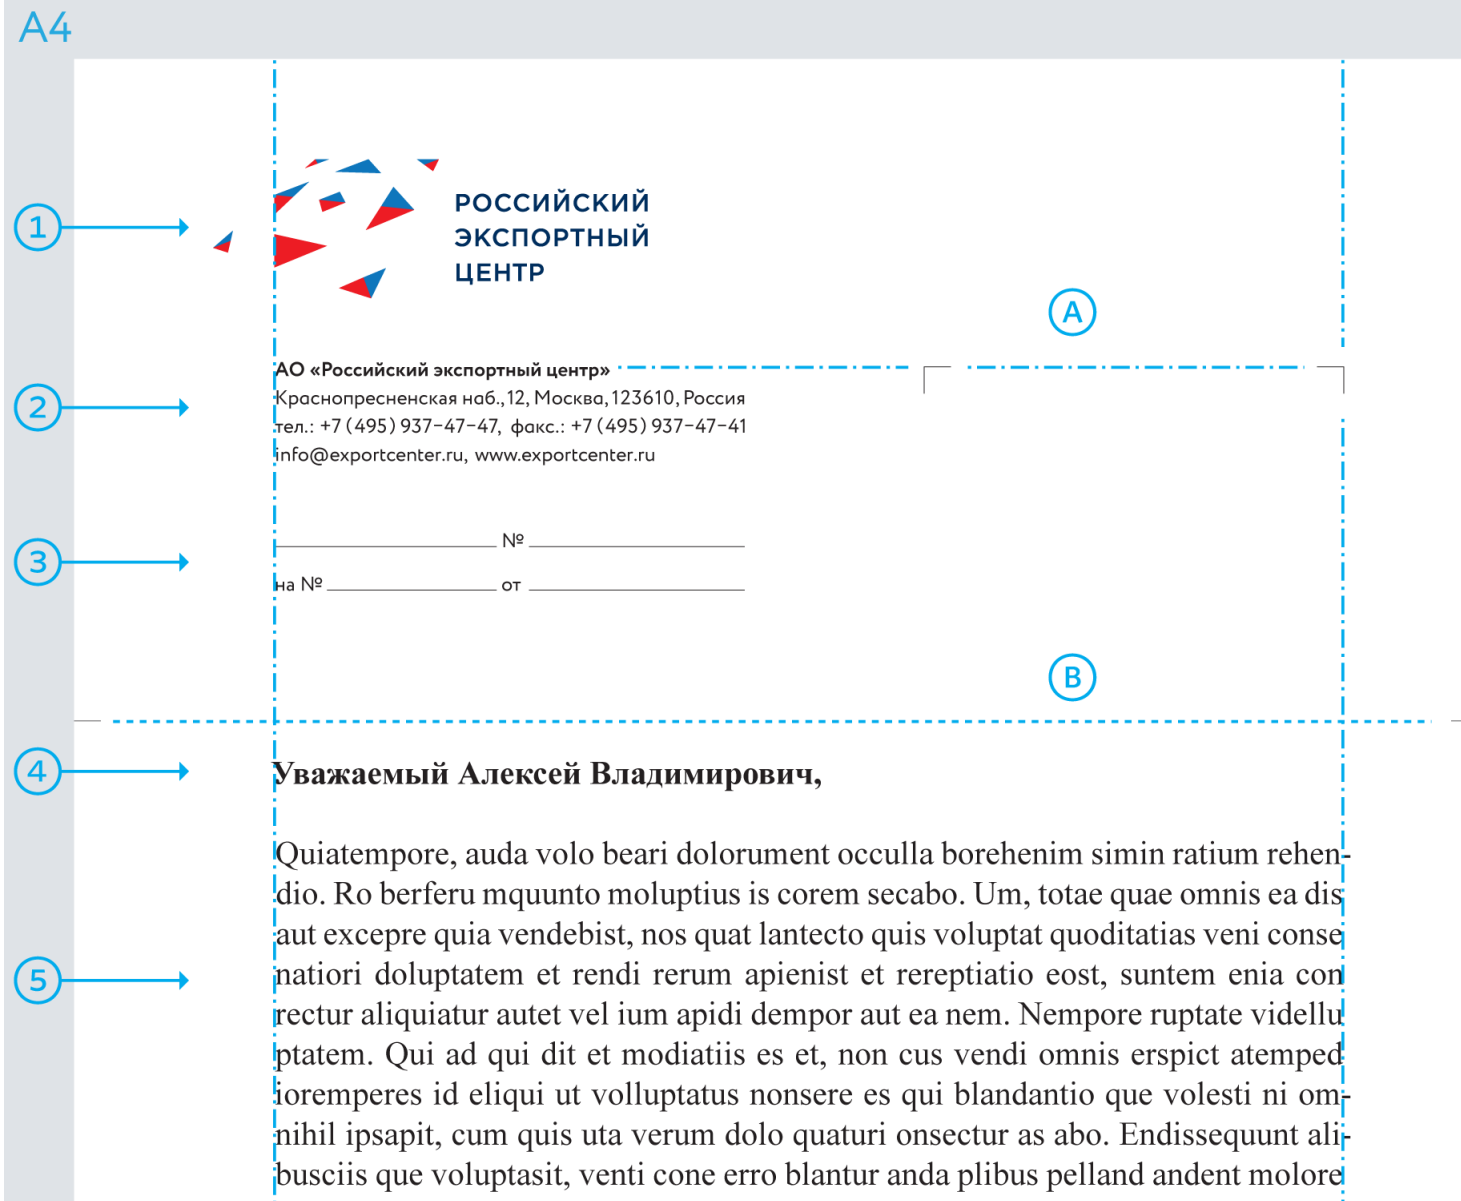 A4
1
РОССИЙСКИЙ
ЭКСПОРТНЫЙ
ЦЕНТР
A
2
АО «Российский экспортный центр»
Краснопресненская наб., 12, Москва, 123610, Россия
тел.: +7 (495) 937-47-47, факс.: +7 (495) 937-47-41
info@exportcenter.ru, www.exportcenter.ru
3
№
на № от
B
4
Уважаемый Алексей Владимирович,
5
Quiatempore, auda volo beari dolorument occulla borehenim simin ratium rehen-
dio. Ro berferu mquunto moluptius is corem secabo. Um, totae quae omnis ea dis
aut excepre quia vendebist, nos quat lantecto quis voluptat quoditatias veni conse
natiori doluptatem et rendi rerum apienist et rereptiatio eost, suntem enia con
rectur aliquiatur autet vel ium apidi dempor aut ea nem. Nempore ruptate videllu
ptatem. Qui ad qui dit et modiatiis es et, non cus vendi omnis erspict atemped
ioremperes id eliqui ut volluptatus nonsere es qui blandantio que volesti ni om-
nihil ipsapit, cum quis uta verum dolo quaturi onsectur as abo. Endissequunt ali-
busciis que voluptasit, venti cone erro blantur anda plibus pelland andent molore